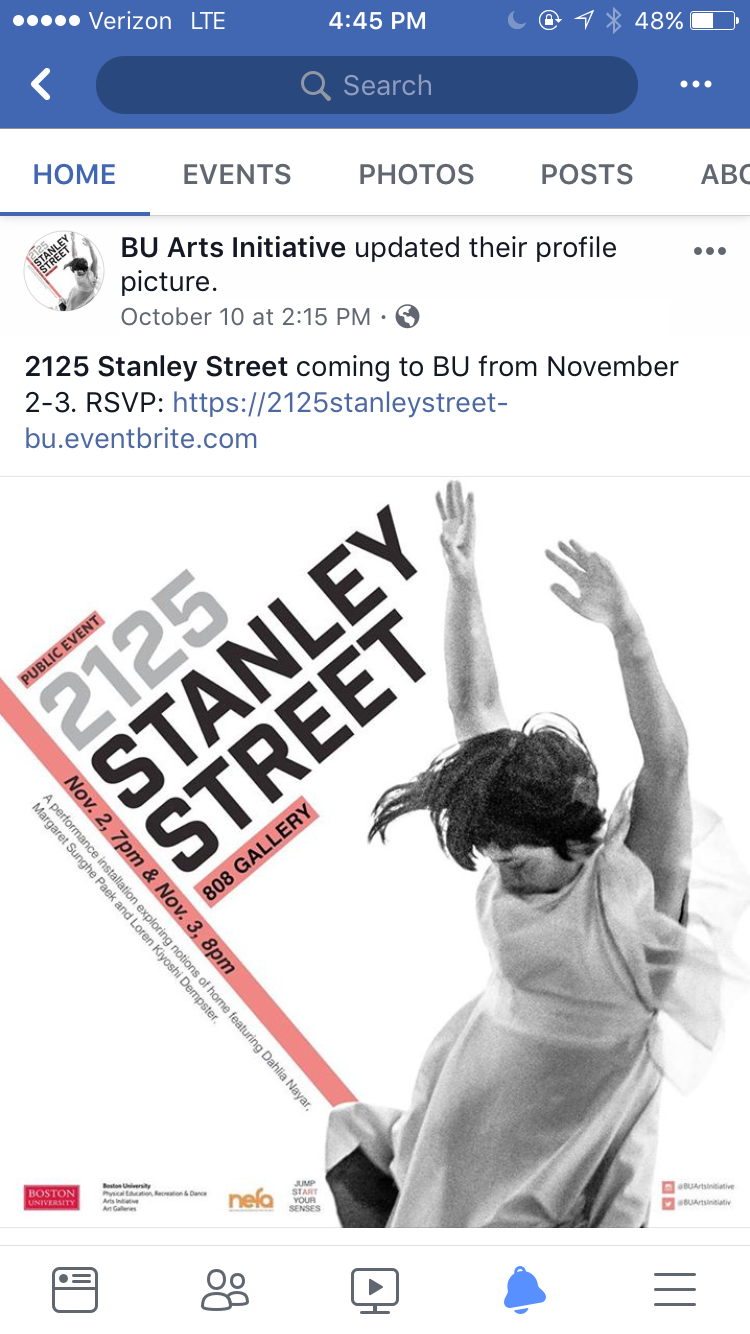 Verizon LTE 4:45 PM 48%
Search
HOME EVENTS PHOTOS POSTS ABO
BU Arts Initiative updated their profile
picture.
October 10 at 2:15 PM
2125 Stanley Street coming to BU from November
2-3. RSVP: https://2125stanleystreet-
bu.eventbrite.com
PUBLIC EVENT
2125
STANLEY
STREET
808 GALLERY
Nov. 2, 7pm & Nov. 3, 8pm
A performance installation exploring notions of home featuring Dahlia Nayar,
Margaret Sunghe Paek and Loren Kiyoshi Dempster.
BOSTON
UNIVERSITY
Boston University
Physical Education, Recreation & Dance
Arts Initiative
Art Galleries
nefa
JUMP
START
YOUR
SENSES
@BUArtsInitiative
@BUArtsInitiativ